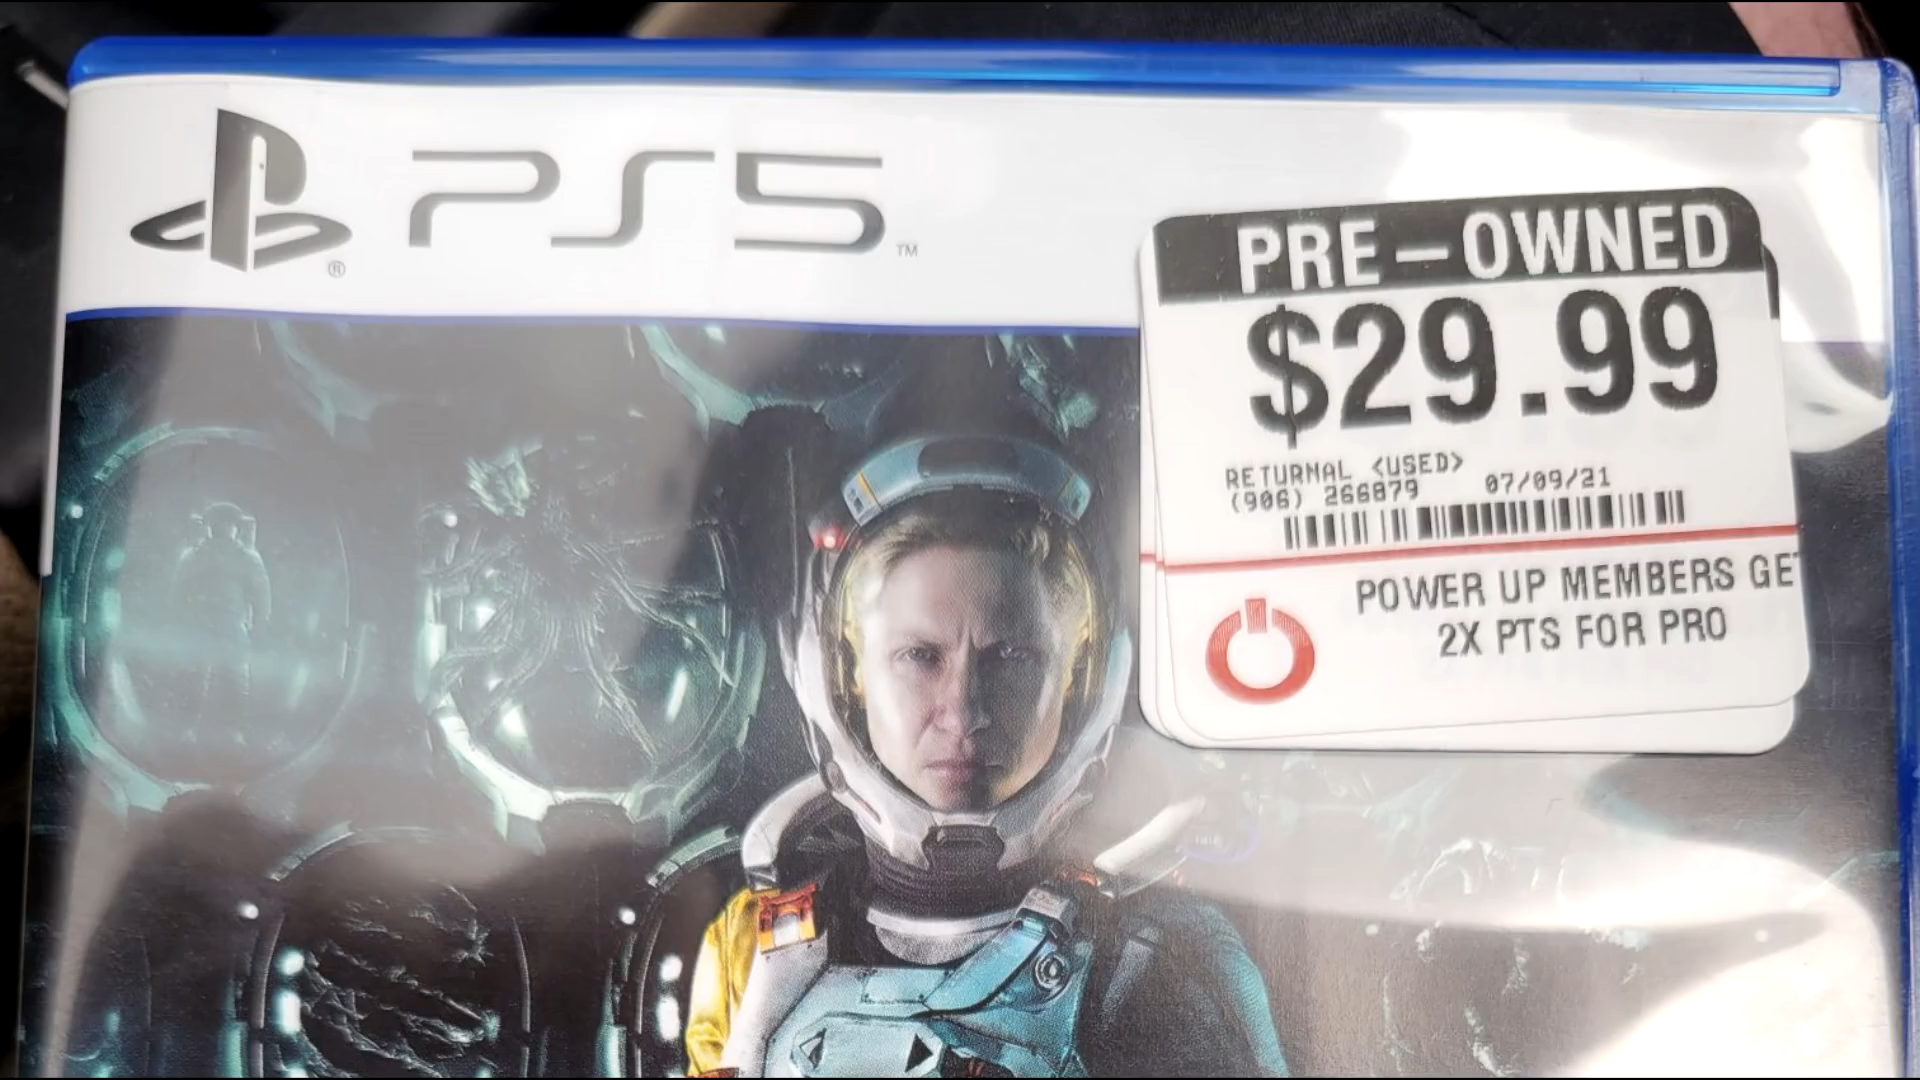 PS5™
PRE-OWNED
$29.99
RETURNAL <USED>
(906) 266879 07/09/21
POWER UP MEMBERS GET
2X PTS FOR PRO